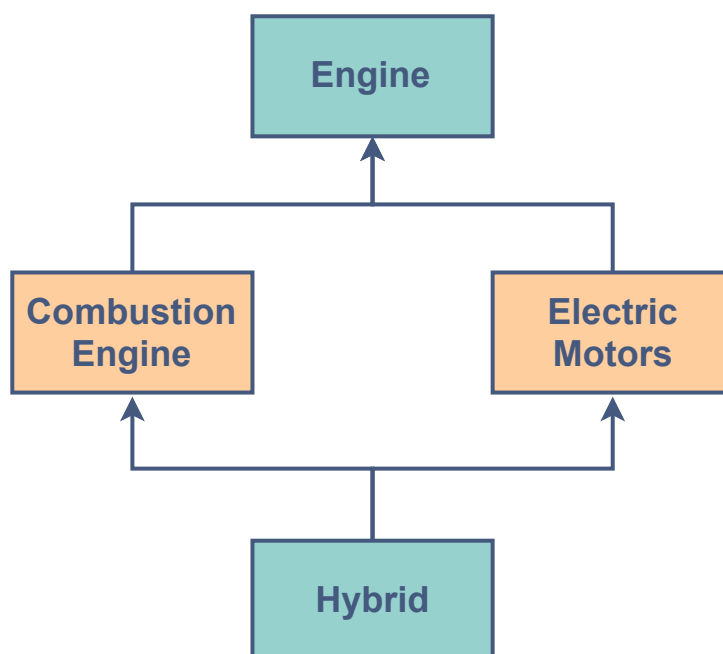 Engine
Combustion
Engine
Electric
Motors
Hybrid